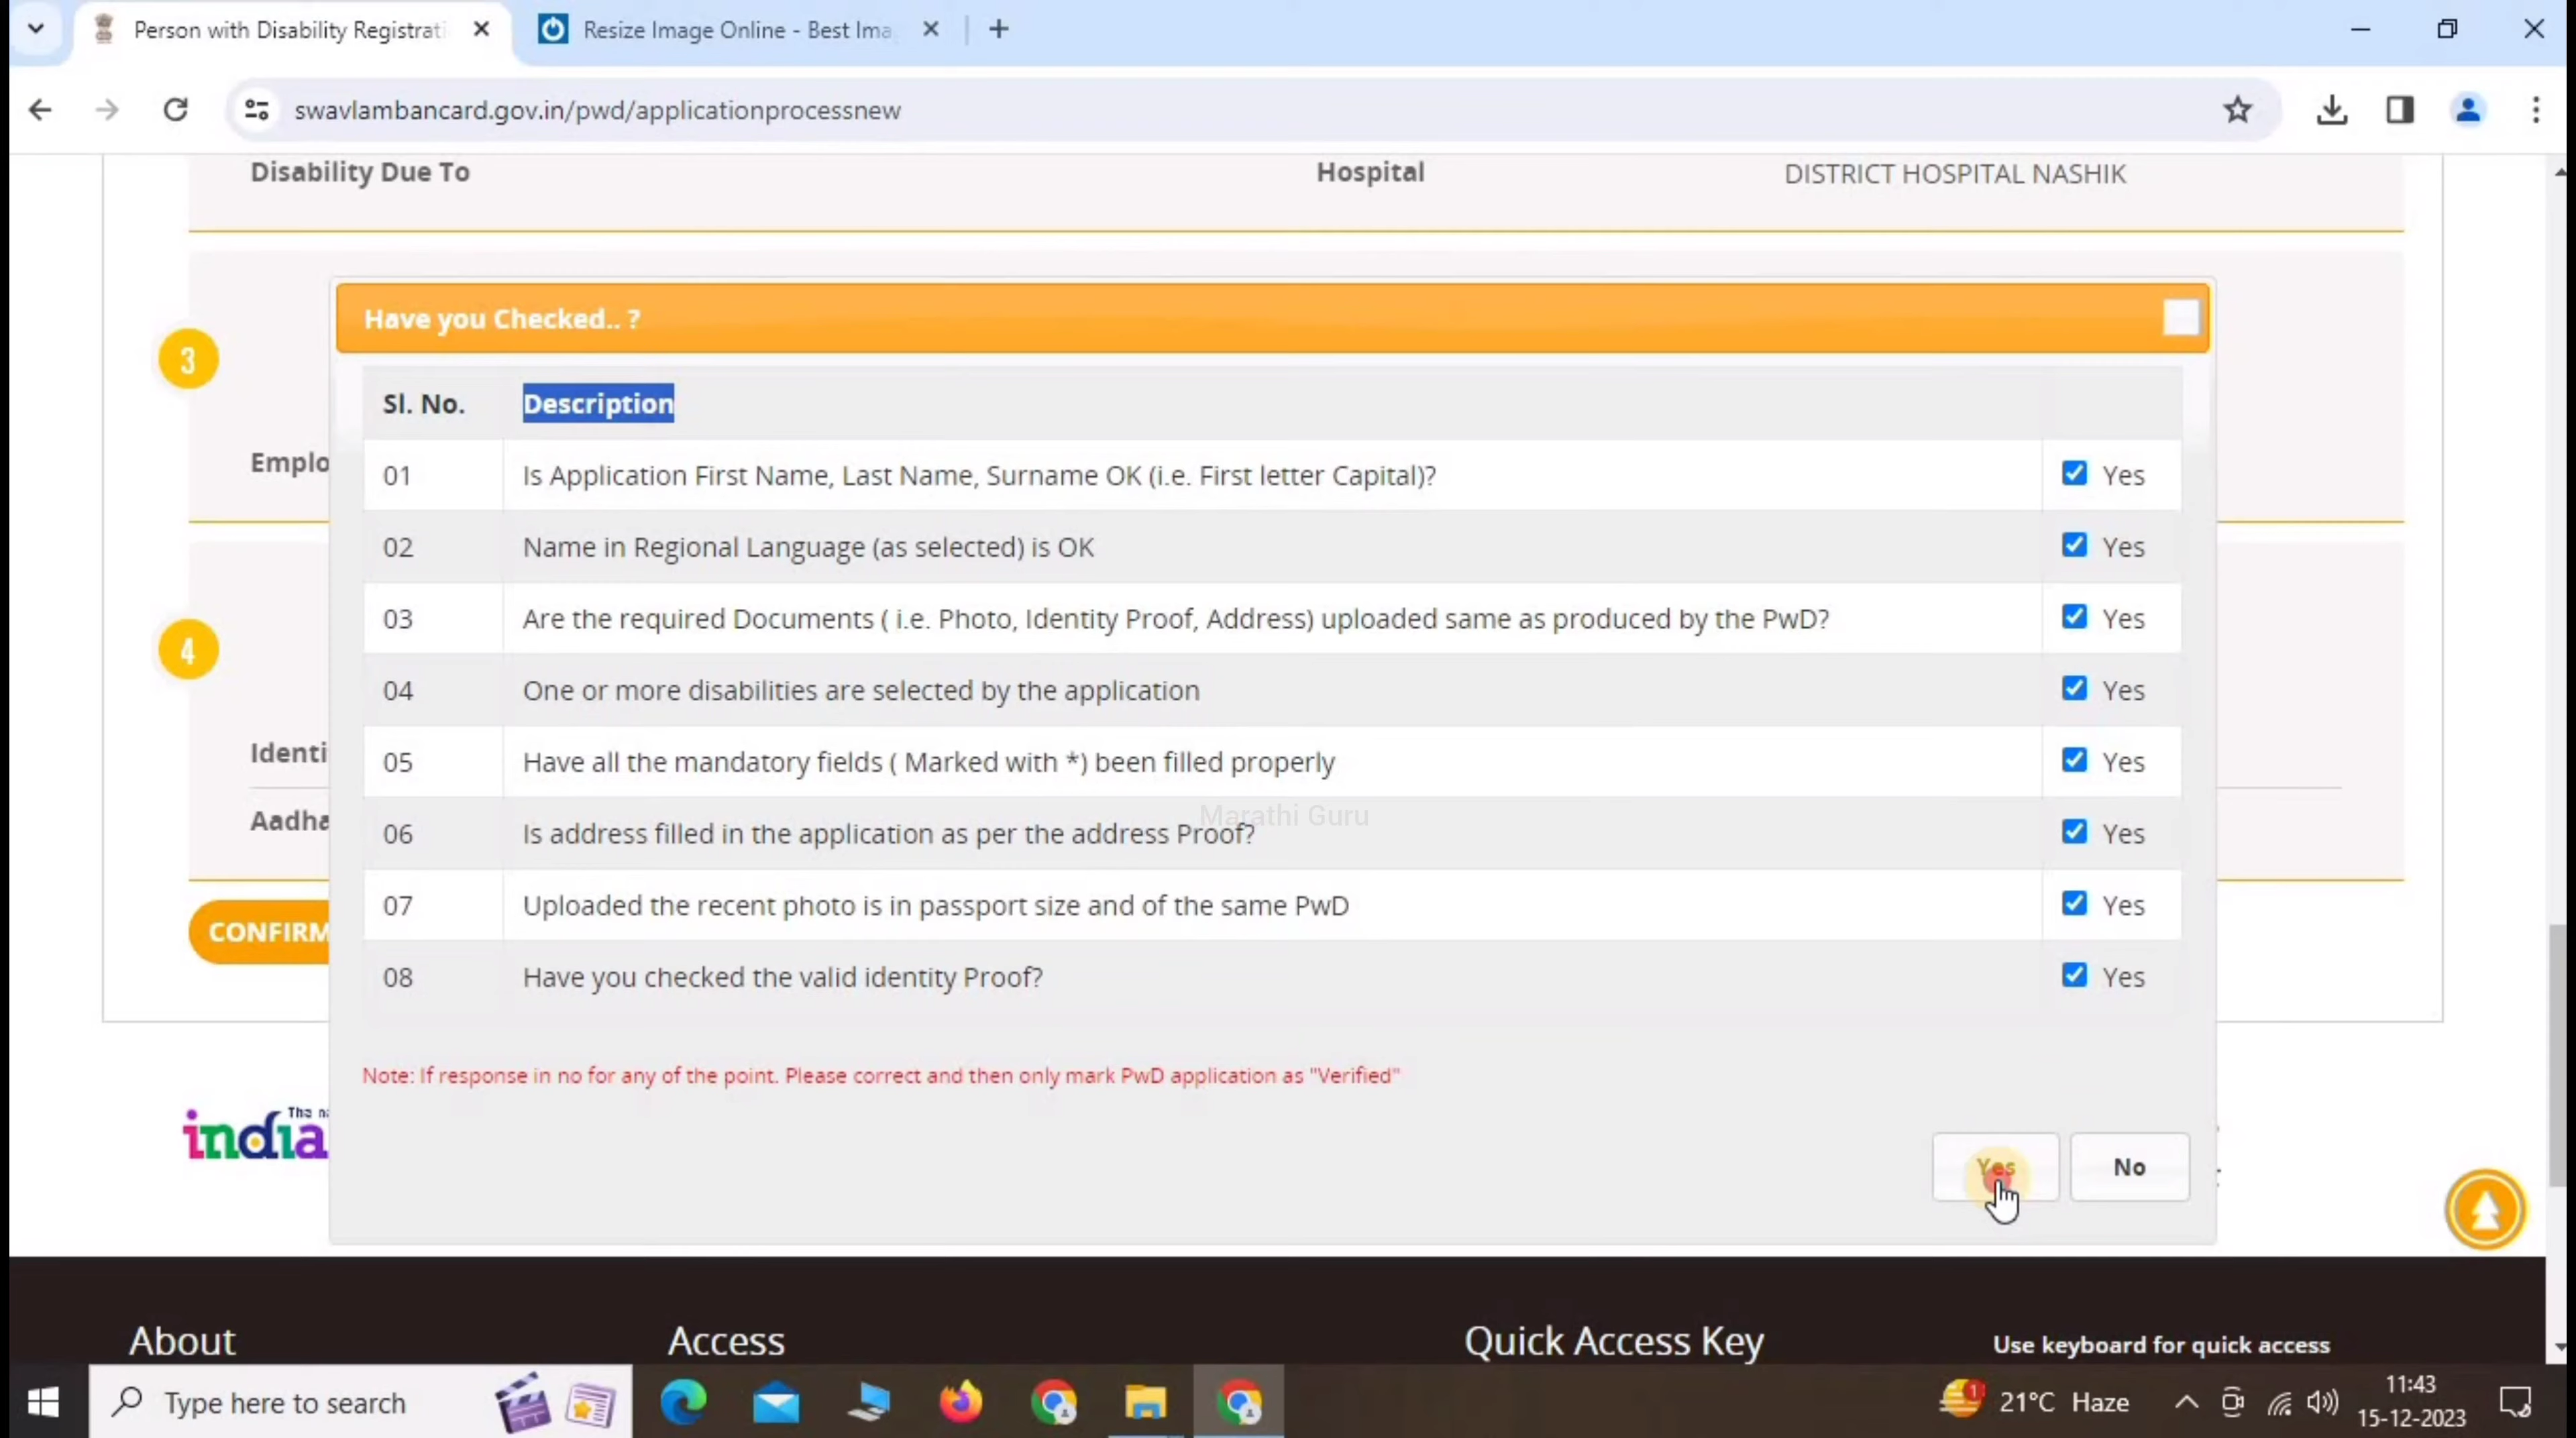 Person with Disability Registrati
Resize Image Online - Best Ima
swavlambancard.gov.in/pwd/applicationprocessnew
Disability Due To Hospital DISTRICT HOSPITAL NASHIK
Have you Checked.. ?
Sl. No. Description
3
Emplo
01 Is Application First Name, Last Name, Surname OK (i.e. First letter Capital)? Yes
02 Name in Regional Language (as selected) is OK Yes
03 Are the required Documents ( i.e. Photo, Identity Proof, Address) uploaded same as produced by the PwD? Yes
4
04 One or more disabilities are selected by the application Yes
Identi
05 Have all the mandatory fields ( Marked with *) been filled properly Yes
Marathi Guru
Aadha
06 Is address filled in the application as per the address Proof? Yes
07 Uploaded the recent photo is in passport size and of the same PwD Yes
CONFIRM
08 Have you checked the valid identity Proof? Yes
Note: If response in no for any of the point. Please correct and then only mark PwD application as "Verified"
The na
india
Yes No
About Access Quick Access Key Use keyboard for quick access
Type here to search
1
21°C Haze
11:43
15-12-2023